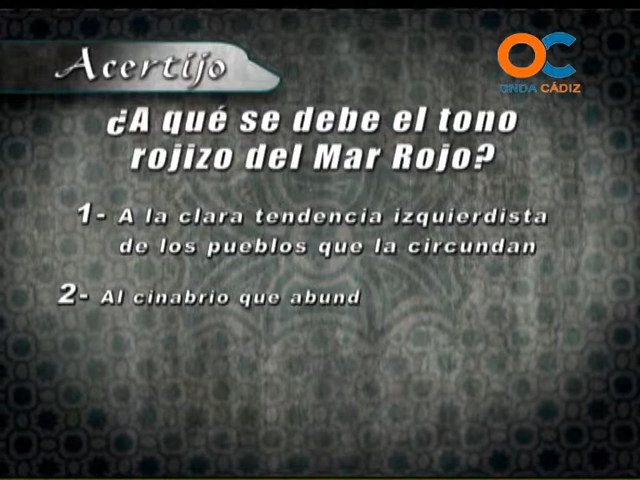 Acertijo
OC
ONDA CÁDIZ
¿A qué se debe el tono
rojizo del Mar Rojo?
1- A la clara tendencia izquierdista
de los pueblos que la circundan
2- Al cinabrio que abund